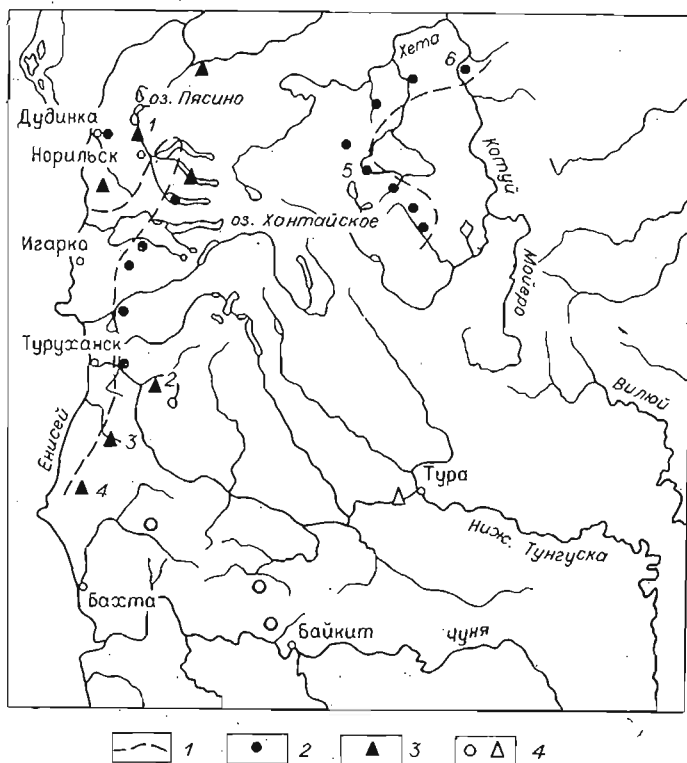 Хета
6
оз. Пясино
Дудинка
1
Норильск
5
Котуй
оз. Хантайское
Игарка
Мойеро
Туруханск
2
Вилюй
Енисей
3
Тура
4
Ниж. Тунгуска
Бахта
Байкит
Чуня
1
2
3
4